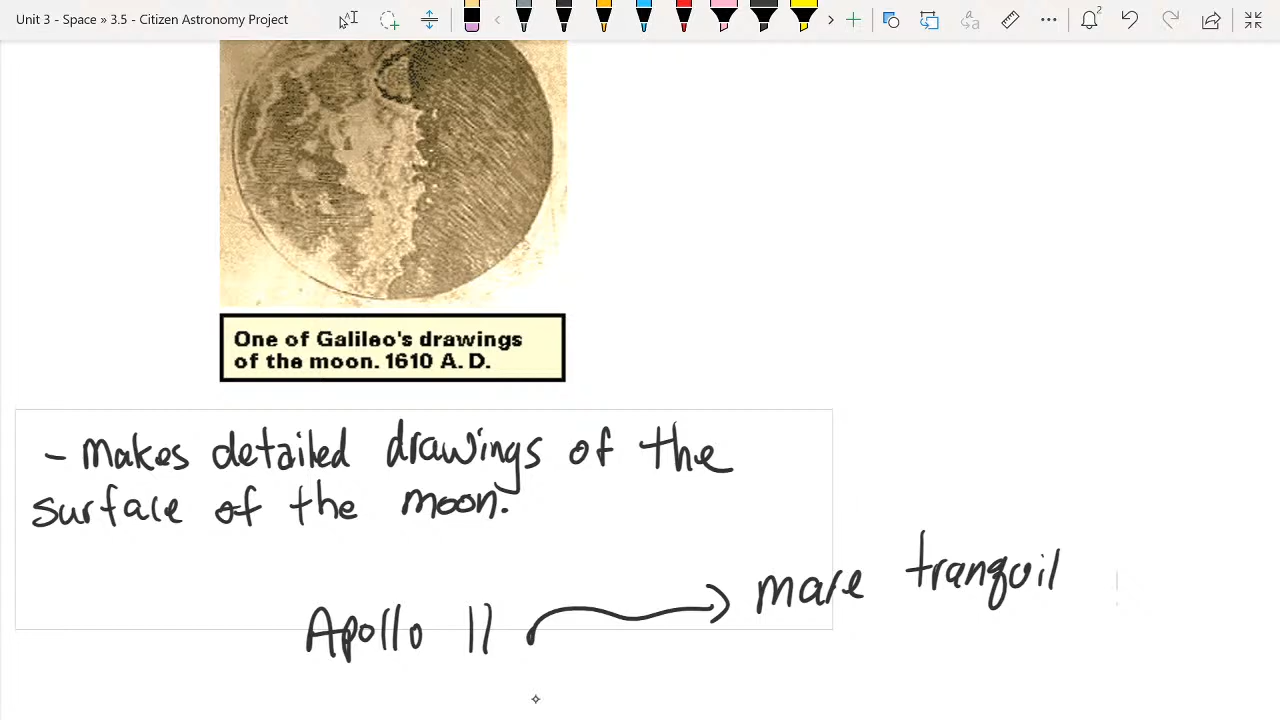 Unit 3 - Space » 3.5 - Citizen Astronomy Project
2
One of Galileo's drawings
of the moon. 1610 A. D.
- Makes detailed drawings of the
surface of the moon.
mare tranquil
Apollo 11